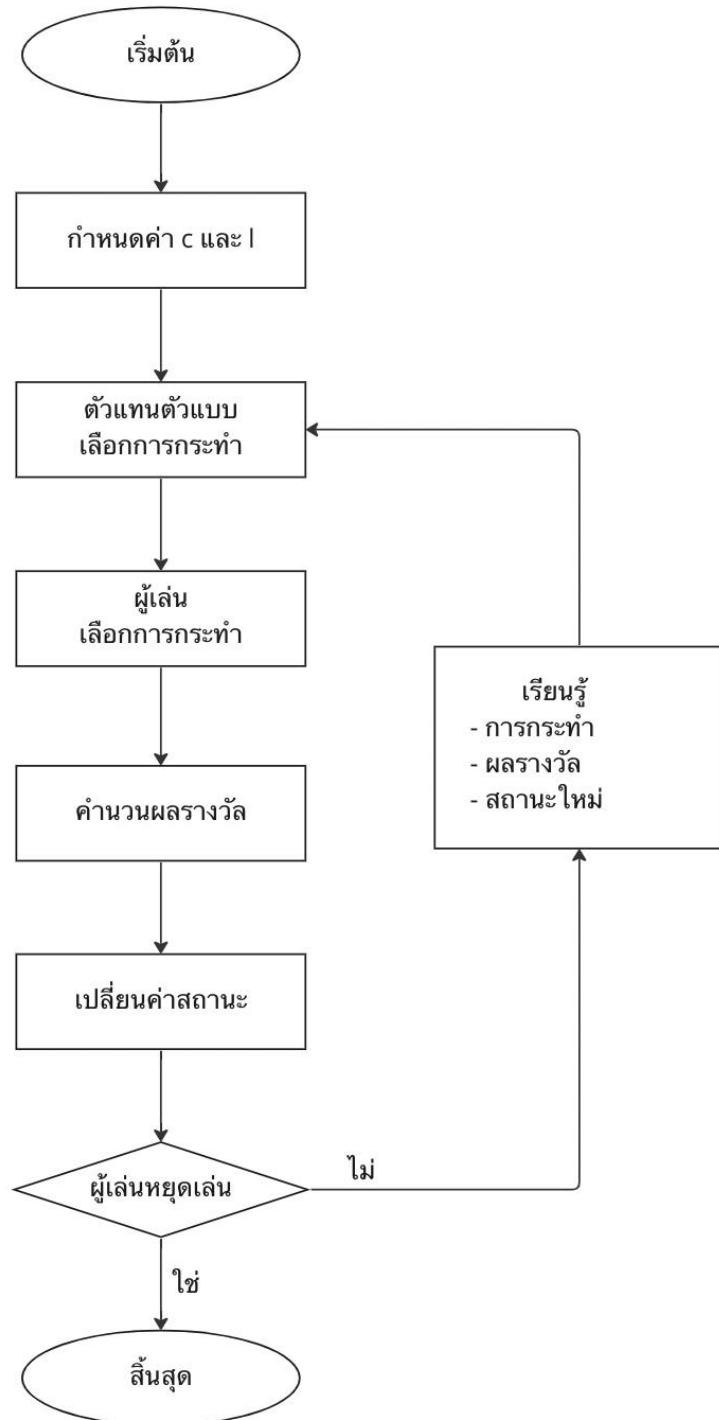 เริ่มต้น
กำหนดค่า c และ l
ตัวแทนตัวแบบ
เลือกการกระทำ
ผู้เล่น
เลือกการกระทำ
คำนวนผลรางวัล
เปลี่ยนค่าสถานะ
ผู้เล่นหยุดเล่น
ไม่
เรียนรู้
- การกระทำ
- ผลรางวัล
- สถานะใหม่
ใช่
สิ้นสุด